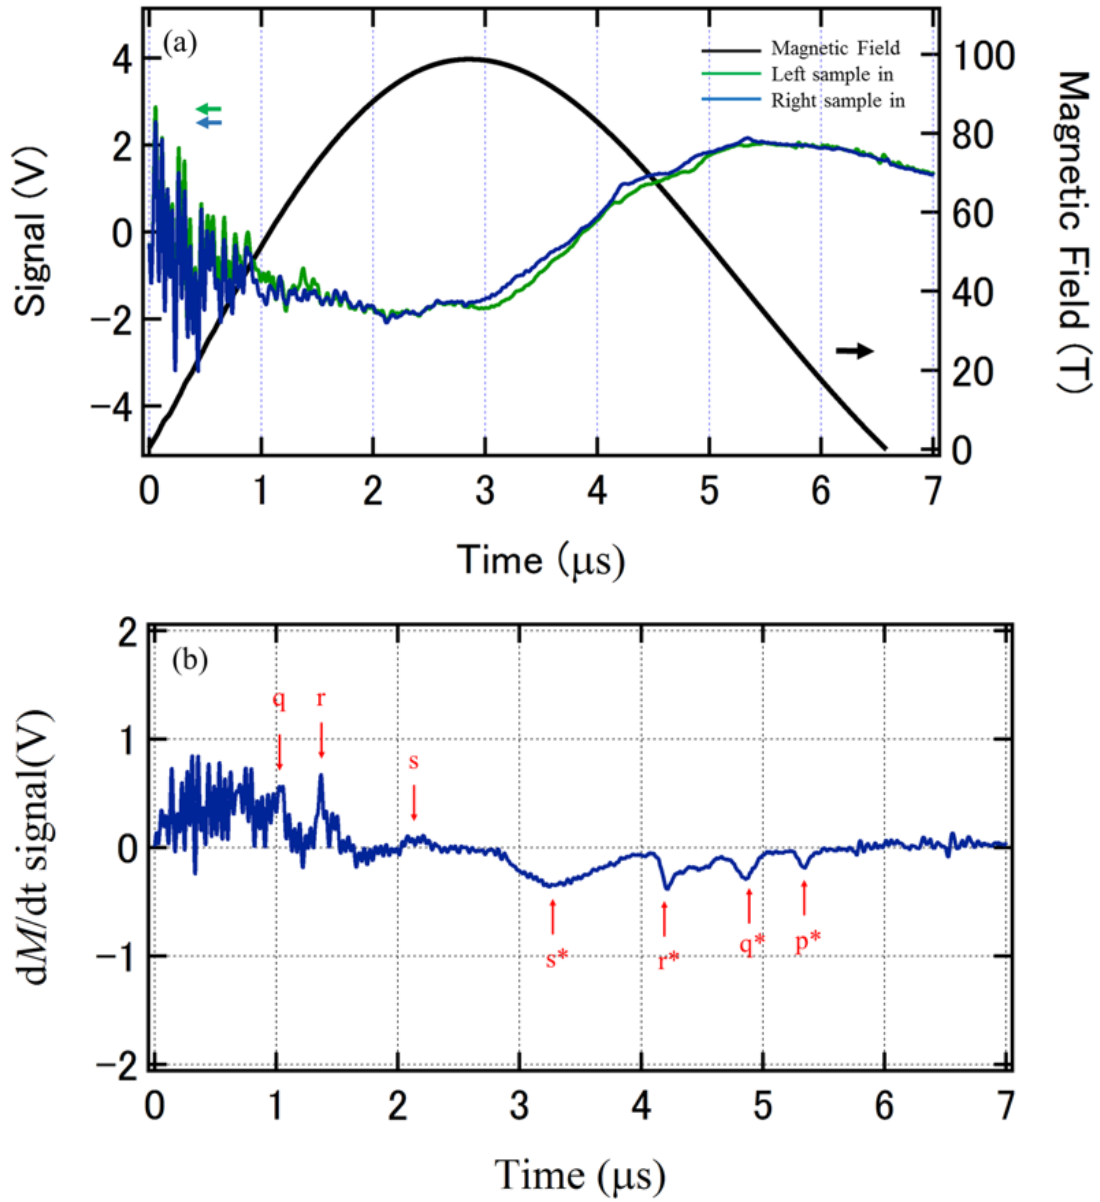 (a)
Magnetic Field
Left sample in
Right sample in
4
2
0
−2
−4
Signal (V)
100
80
60
40
20
0
Magnetic Field (T)
0 1 2 3 4 5 6 7
Time (μs)
(b)
2
1
0
−1
−2
dM/dt signal(V)
q
r
s
s*
r*
q*
p*
0 1 2 3 4 5 6 7
Time (μs)